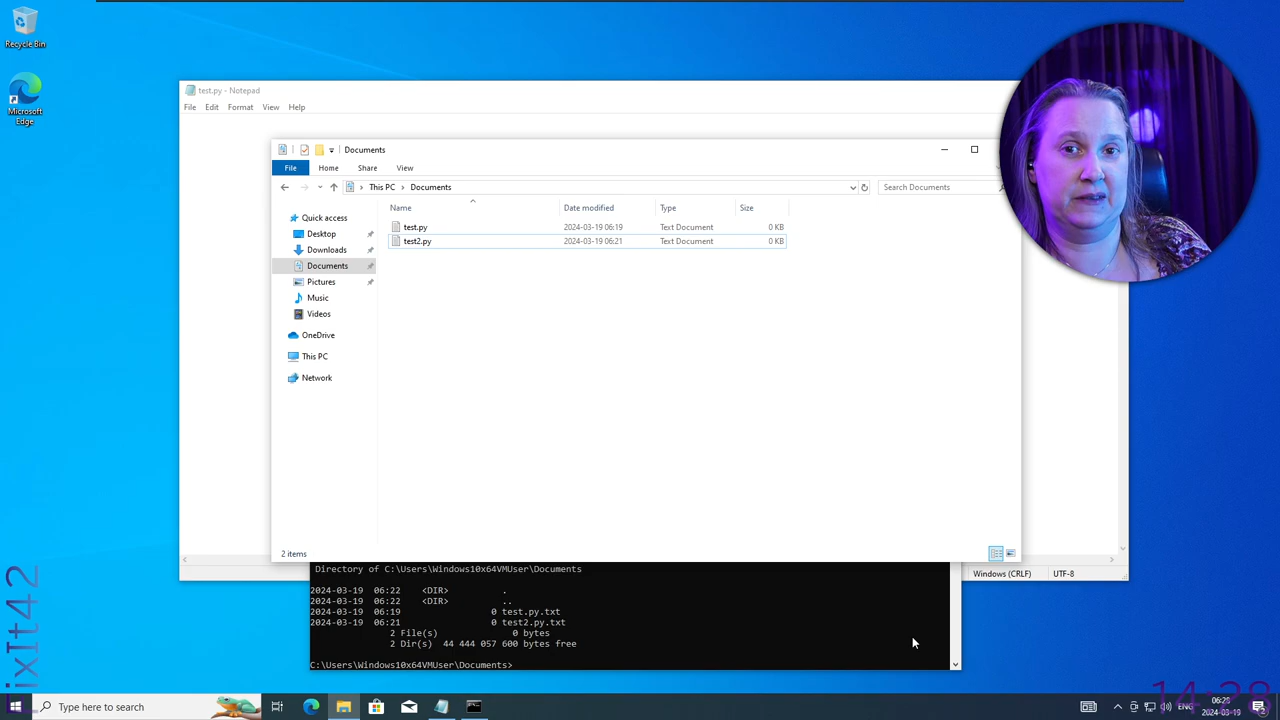 Recycle Bin
Microsoft
Edge
test.py - Notepad
File Edit Format View Help
Documents
File Home Share View
This PC Documents
Search Documents
Name Date modified Type Size
test.py 2024-03-19 06:19 Text Document 0 KB
test2.py 2024-03-19 06:21 Text Document 0 KB
Quick access
Desktop
Downloads
Documents
Pictures
Music
Videos
OneDrive
This PC
Network
2 items
Windows (CRLF) UTF-8
Directory of C:\Users\Windows10x64VMUser\Documents
2024-03-19 06:22 <DIR> .
2024-03-19 06:22 <DIR> ..
2024-03-19 06:19 0 test.py.txt
2024-03-19 06:21 0 test2.py.txt
2 File(s) 0 bytes
2 Dir(s) 44 444 057 600 bytes free
C:\Users\Windows10x64VMUser\Documents>
Type here to search
ENG
06:28
2024-03-19